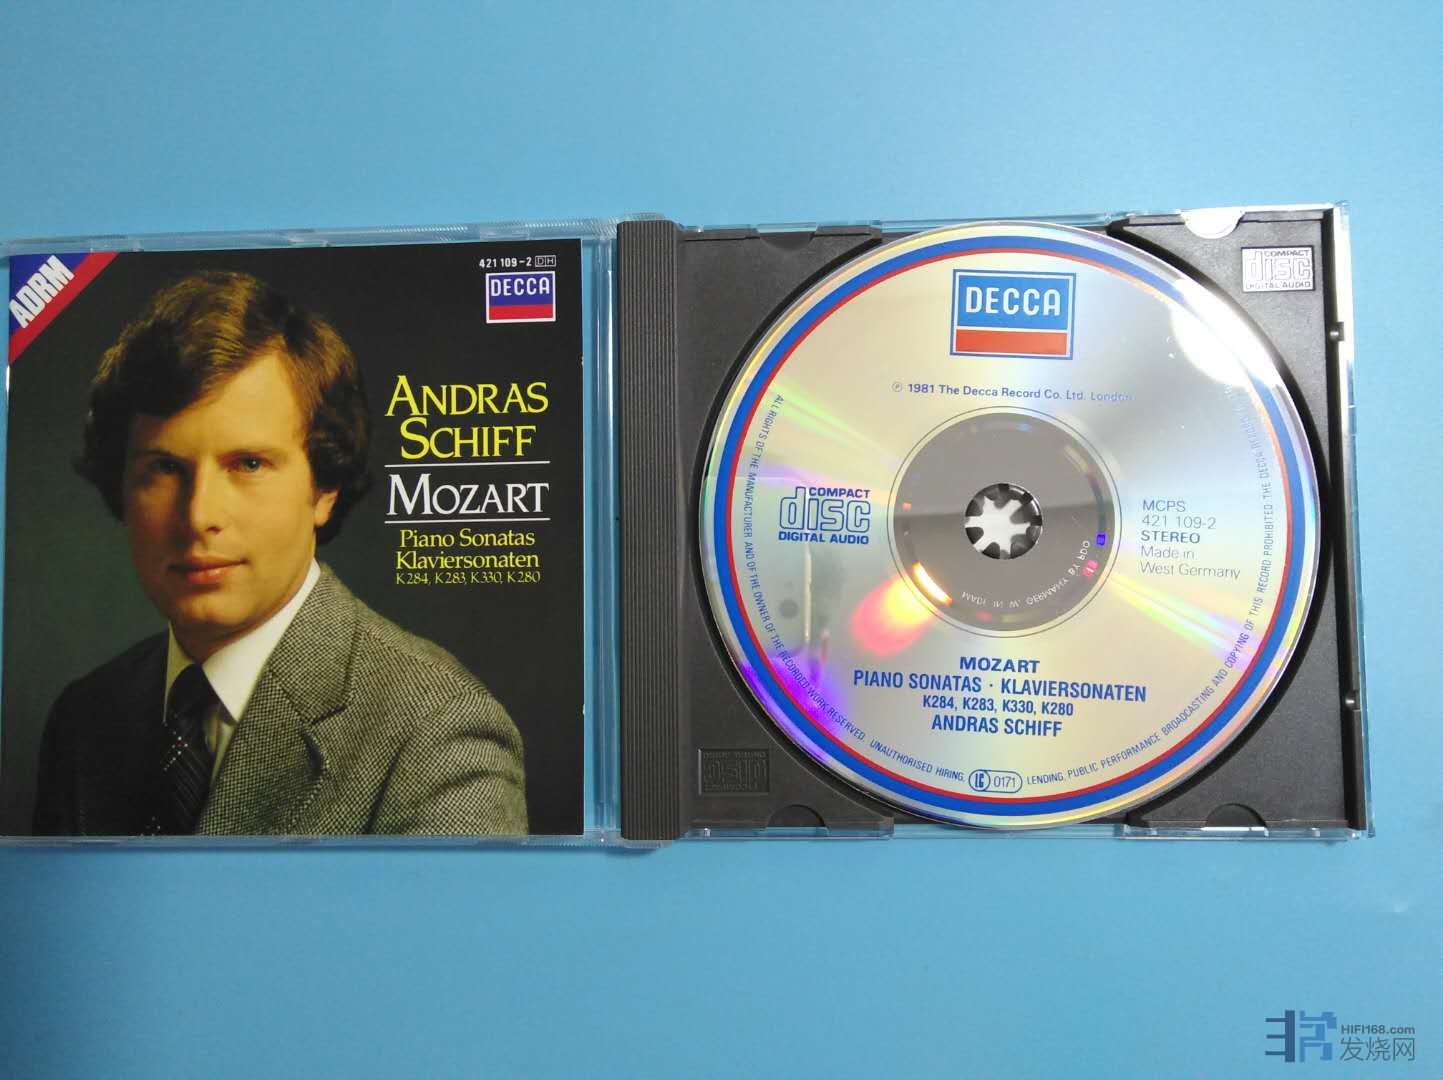 ADRM
421 109-2 DH
DECCA
ANDRAS
SCHIFF
MOZART
Piano Sonatas
Klaviersonaten
K284, K283, K330, K280
COMPACT
disc
DIGITAL AUDIO
DECCA
℗ 1981 The Decca Record Co. Ltd. London
COMPACT
disc
DIGITAL AUDIO
MCPS
421 109-2
STEREO
Made in
West Germany
MOZART
PIANO SONATAS · KLAVIERSONATEN
K284, K283, K330, K280
ANDRAS SCHIFF
ALL RIGHTS OF THE MANUFACTURER AND OF THE OWNER OF THE RECORDED WORK RESERVED. UNAUTHORISED HIRING, LC 0171 LENDING, PUBLIC PERFORMANCE BROADCASTING AND COPYING OF THIS RECORD PROHIBITED. THE DECCA
HIFI168.com
发烧网